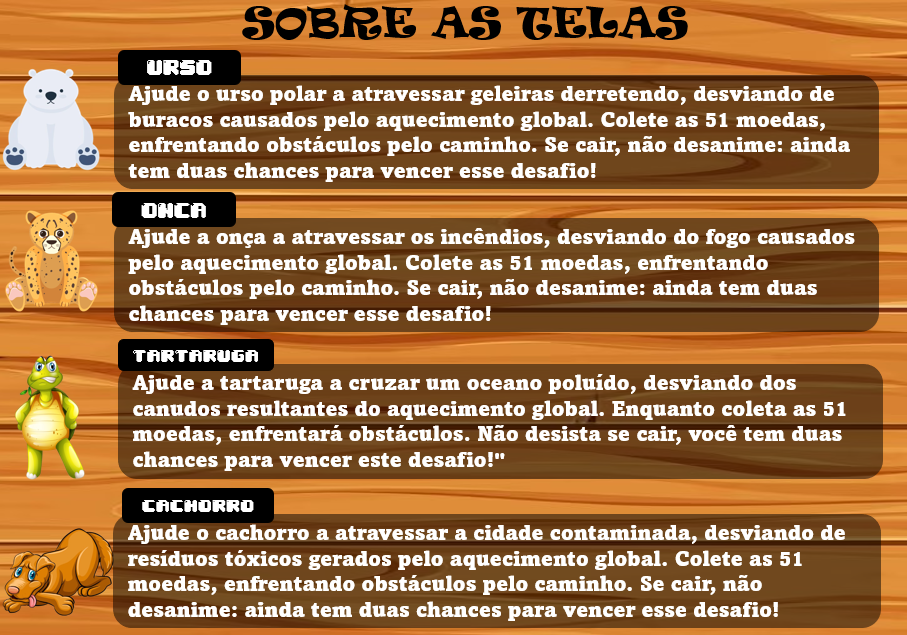 SOBRE AS TELAS
URSO
Ajude o urso polar a atravessar geleiras derretendo, desviando de
buracos causados pelo aquecimento global. Colete as 51 moedas,
enfrentando obstáculos pelo caminho. Se cair, não desanime: ainda
tem duas chances para vencer esse desafio!
ONCA
Ajude a onça a atravessar os incêndios, desviando do fogo causados
pelo aquecimento global. Colete as 51 moedas, enfrentando
obstáculos pelo caminho. Se cair, não desanime: ainda tem duas
chances para vencer esse desafio!
TARTARUGA
Ajude a tartaruga a cruzar um oceano poluído, desviando dos
canudos resultantes do aquecimento global. Enquanto coleta as 51
moedas, enfrentará obstáculos. Não desista se cair, você tem duas
chances para vencer este desafio!"
CACHORRO
Ajude o cachorro a atravessar a cidade contaminada, desviando de
resíduos tóxicos gerados pelo aquecimento global. Colete as 51
moedas, enfrentando obstáculos pelo caminho. Se cair, não
desanime: ainda tem duas chances para vencer esse desafio!